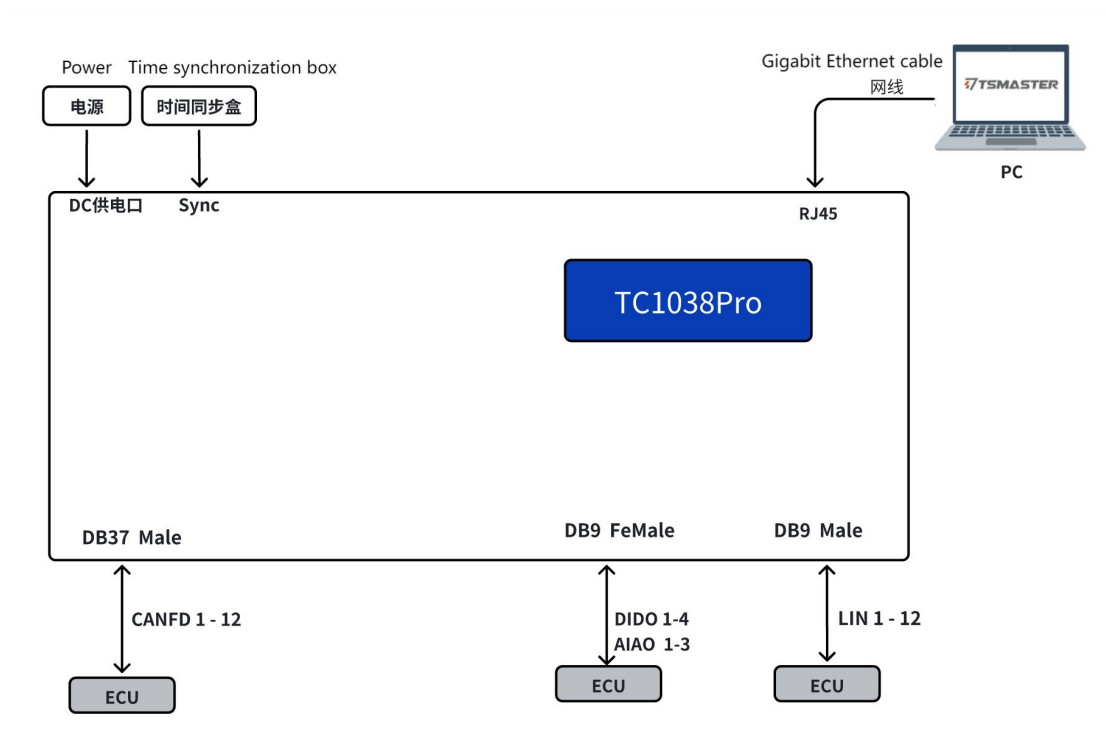 Power
Time synchronization box
Gigabit Ethernet cable
网线
电源
时间同步盒
TSMASTER
PC
DC供电口
Sync
RJ45
TC1038Pro
DB37 Male
DB9 FeMale
DB9 Male
CANFD 1 - 12
DIDO 1-4
AIAO 1-3
LIN 1 - 12
ECU
ECU
ECU